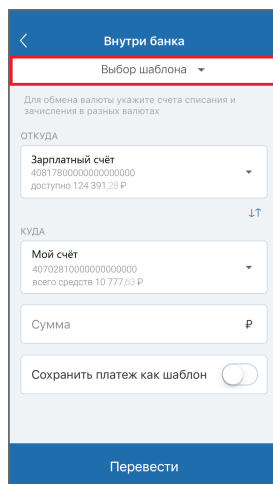 Внутри банка
Выбор шаблона
Для обмена валюты укажите счета списания и
зачисления в разных валютах
ОТКУДА
Зарплатный счёт
40817800000000000000
доступно 124 391,28 ₽
КУДА
Мой счёт
40702810000000000000
всего средств 10 777,63 ₽
Сумма ₽
Сохранить платеж как шаблон
Перевести